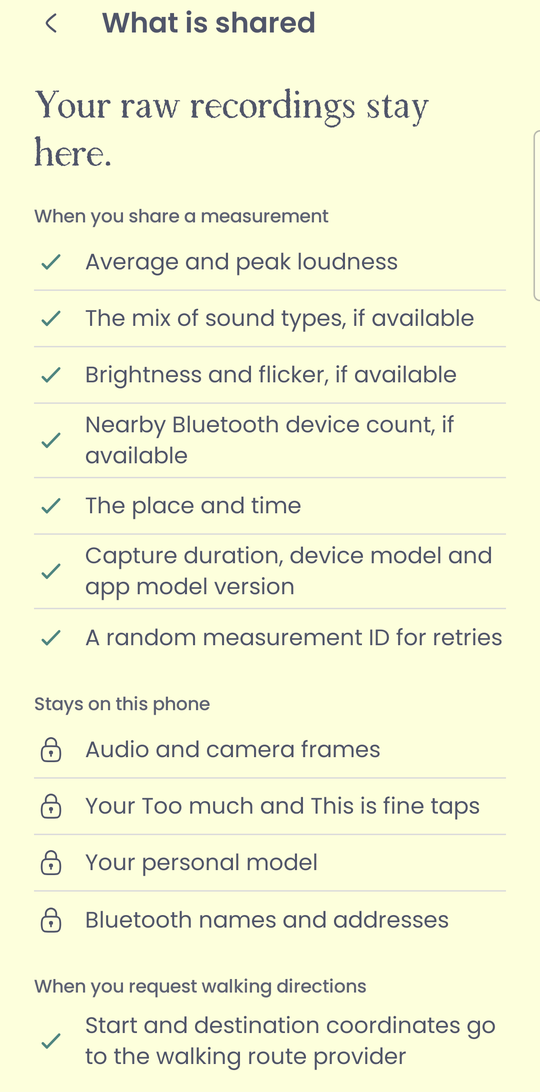 What is shared
Your raw recordings stay
here.
When you share a measurement
Average and peak loudness
The mix of sound types, if available
Brightness and flicker, if available
Nearby Bluetooth device count, if
available
The place and time
Capture duration, device model and
app model version
A random measurement ID for retries
Stays on this phone
Audio and camera frames
Your Too much and This is fine taps
Your personal model
Bluetooth names and addresses
When you request walking directions
Start and destination coordinates go
to the walking route provider